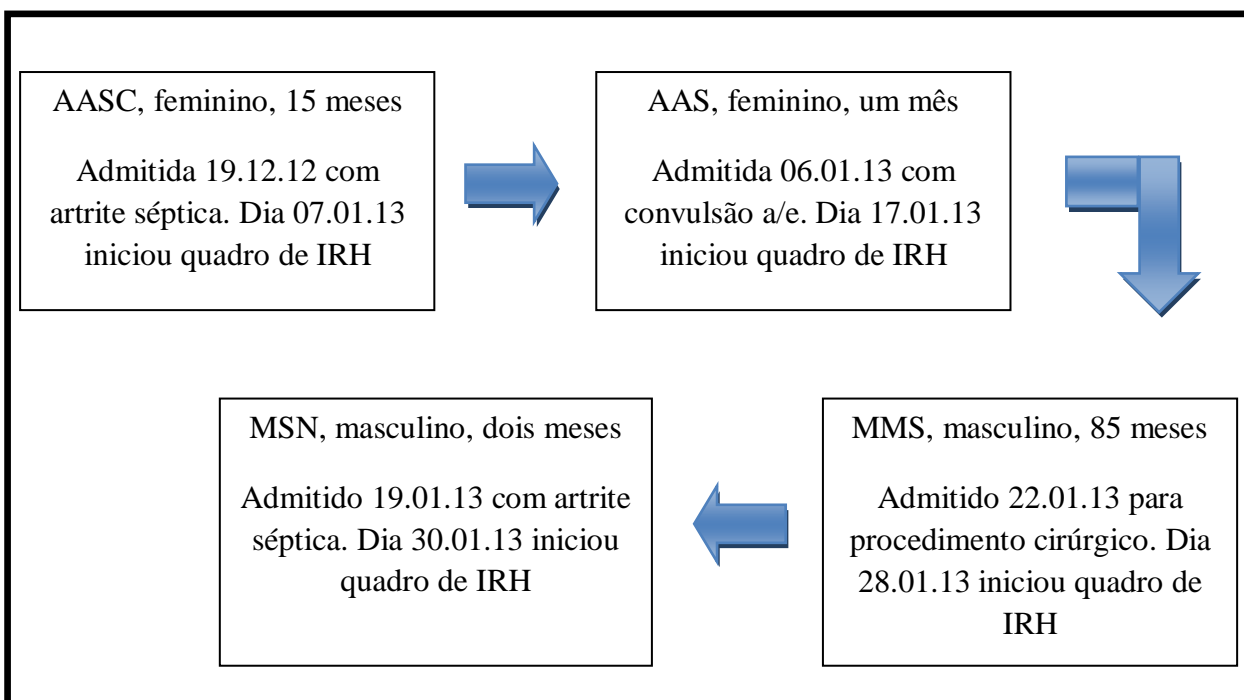 AASC, feminino, 15 meses
Admitida 19.12.12 com
artrite séptica. Dia 07.01.13
iniciou quadro de IRH
AAS, feminino, um mês
Admitida 06.01.13 com
convulsão a/e. Dia 17.01.13
iniciou quadro de IRH
MMS, masculino, 85 meses
Admitido 22.01.13 para
procedimento cirúrgico. Dia
28.01.13 iniciou quadro de
IRH
MSN, masculino, dois meses
Admitido 19.01.13 com artrite
séptica. Dia 30.01.13 iniciou
quadro de IRH